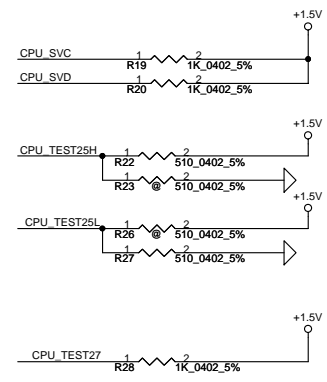 +1.5V
CPU_SVC 1 2
R19 1K_0402_5%
CPU_SVD 1 2
R20 1K_0402_5%
+1.5V
CPU_TEST25H 1 2
R22 510_0402_5%
1 2
R23 @ 510_0402_5%
+1.5V
CPU_TEST25L 1 2
R26 @ 510_0402_5%
1 2
R27 510_0402_5%
+1.5V
CPU_TEST27 1 2
R28 1K_0402_5%